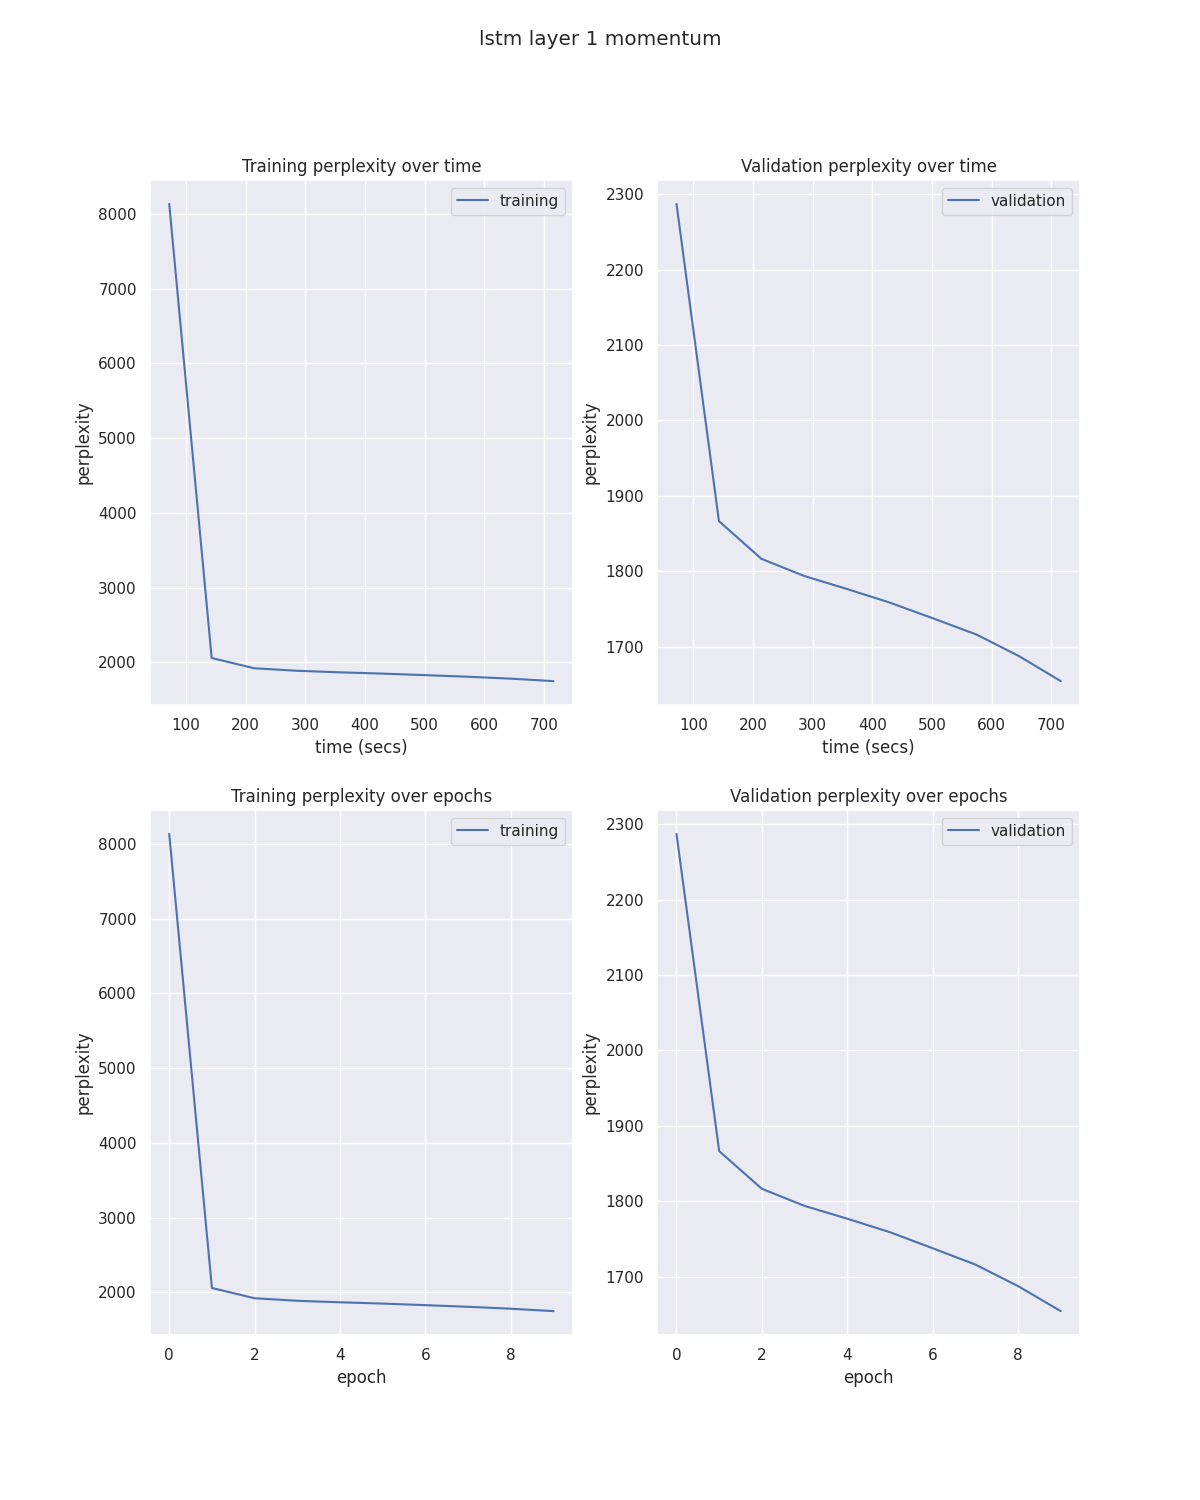 lstm layer 1 momentum
Training perplexity over time
training
8000
7000
6000
5000
4000
3000
2000
perplexity
100 200 300 400 500 600 700
time (secs)
Validation perplexity over time
validation
2300
2200
2100
2000
1900
1800
1700
perplexity
100 200 300 400 500 600 700
time (secs)
Training perplexity over epochs
training
8000
7000
6000
5000
4000
3000
2000
perplexity
0 2 4 6 8
epoch
Validation perplexity over epochs
validation
2300
2200
2100
2000
1900
1800
1700
perplexity
0 2 4 6 8
epoch